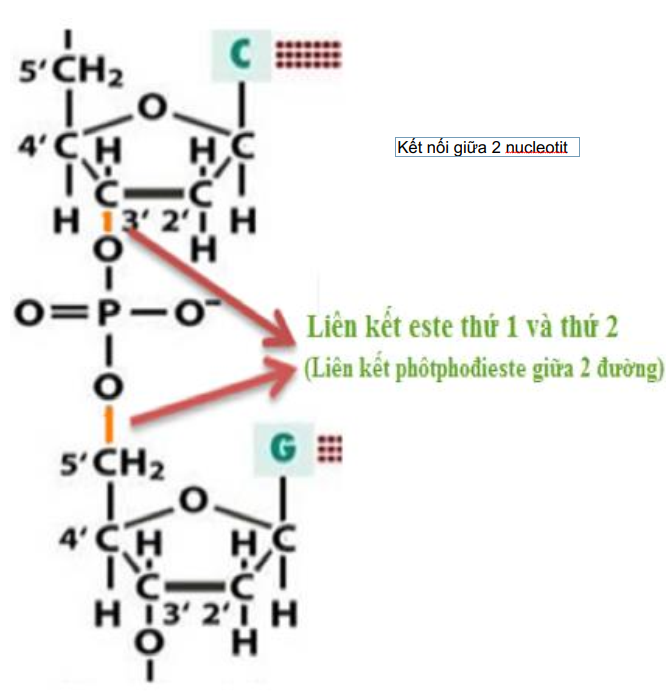 5' CH2 C
O
4' C H H C
C C
H 3' 2' H
O H
O=P—O⁻
O
5' CH2 G
O
4' C H H C
C C
H 3' 2' H
O H
Kết nối giữa 2 nucleotit
Liên kết este thứ 1 và thứ 2
(Liên kết phôtphođieste giữa 2 đường)